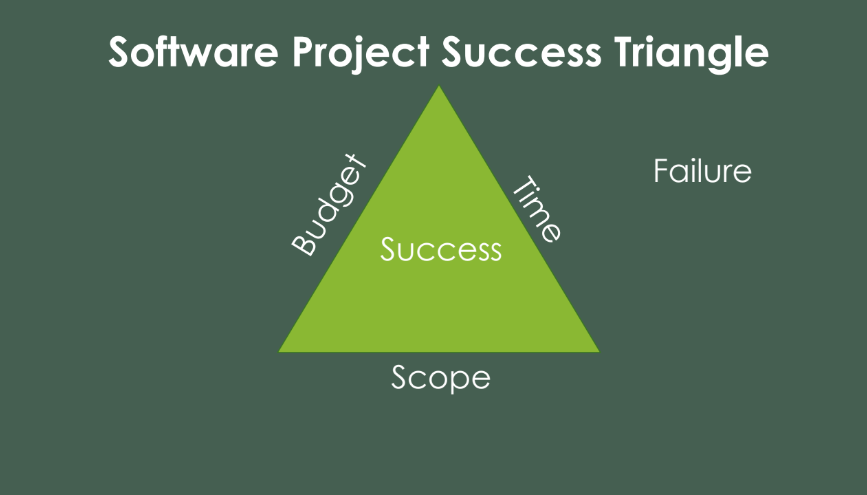 Software Project Success Triangle
Budget
Time
Failure
Success
Scope